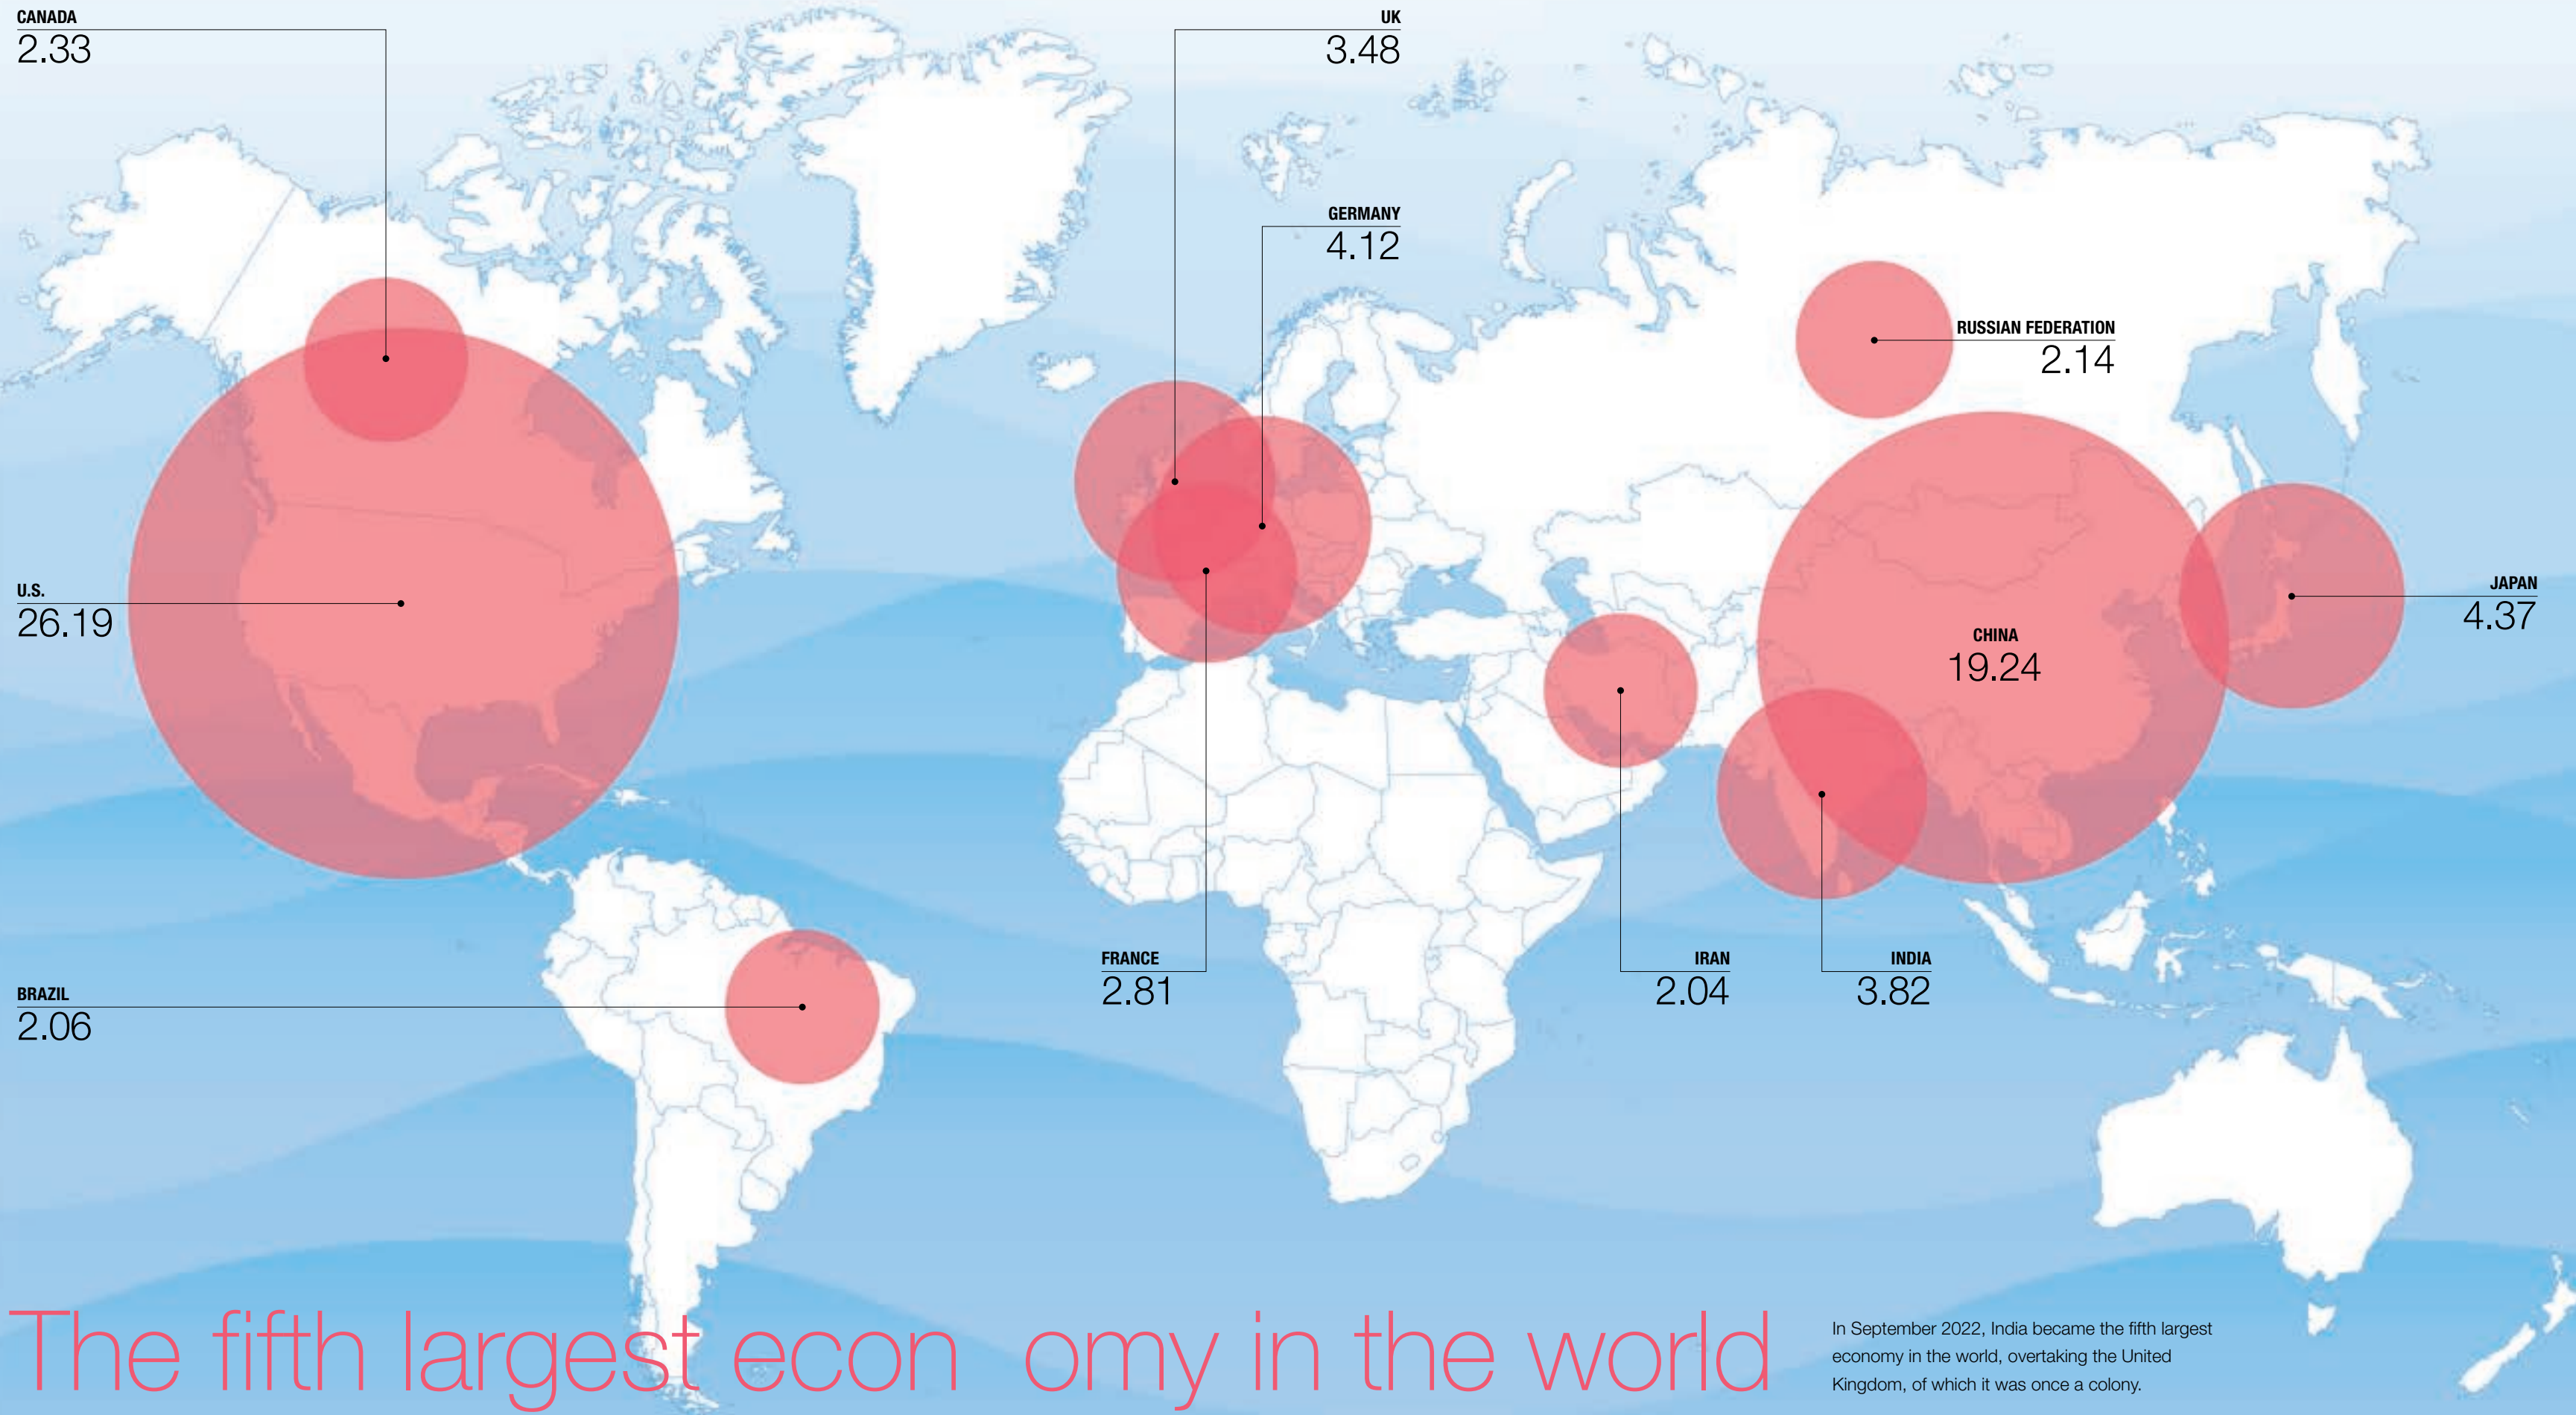 CANADA
2.33
UK
3.48
GERMANY
4.12
RUSSIAN FEDERATION
2.14
U.S.
26.19
JAPAN
4.37
CHINA
19.24
FRANCE
2.81
IRAN
2.04
INDIA
3.82
BRAZIL
2.06
The fifth largest econ omy in the world
In September 2022, India became the fifth largest
economy in the world, overtaking the United
Kingdom, of which it was once a colony.